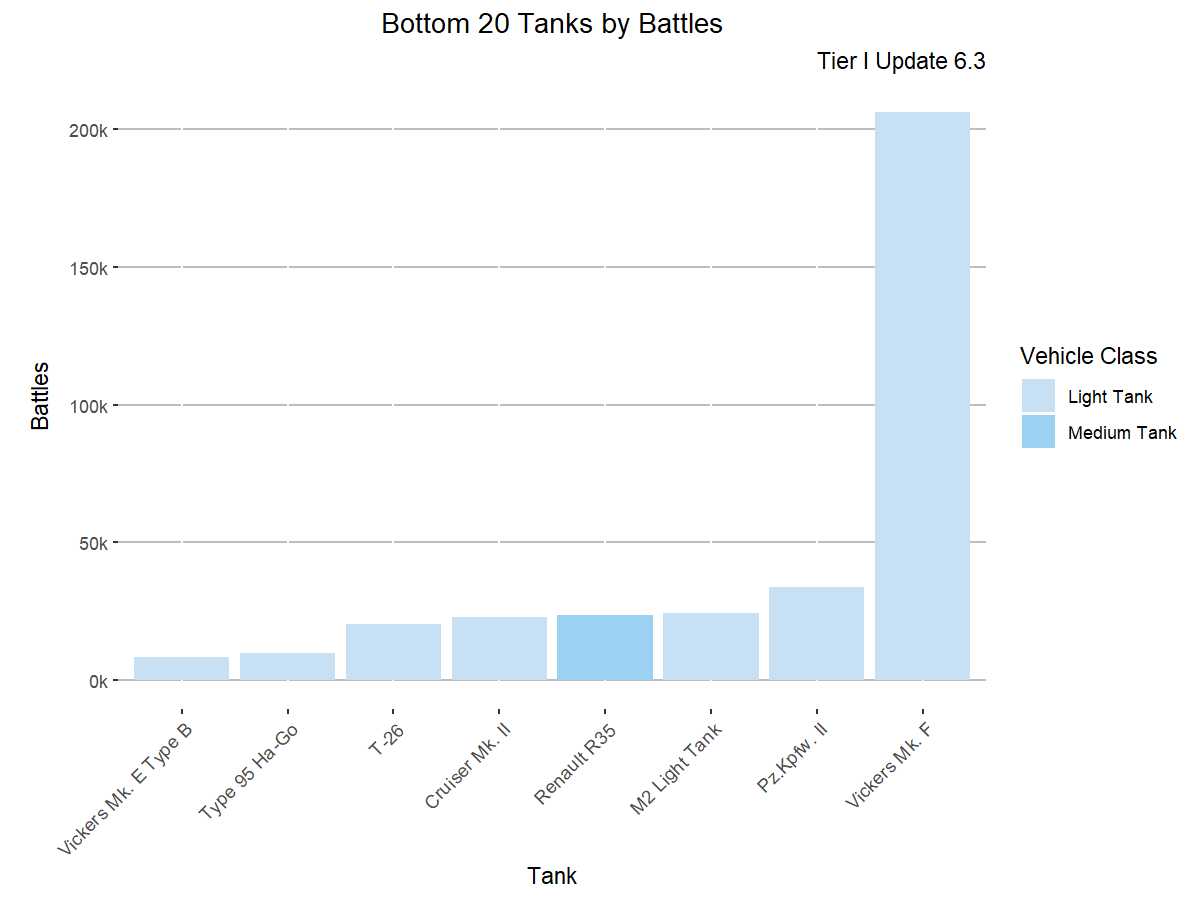 Bottom 20 Tanks by Battles
Tier I Update 6.3
Battles
200k
150k
100k
50k
0k
Vickers Mk. E Type B
Type 95 Ha-Go
T-26
Cruiser Mk. II
Renault R35
M2 Light Tank
Pz.Kpfw. II
Vickers Mk. F
Tank
Vehicle Class
Light Tank
Medium Tank